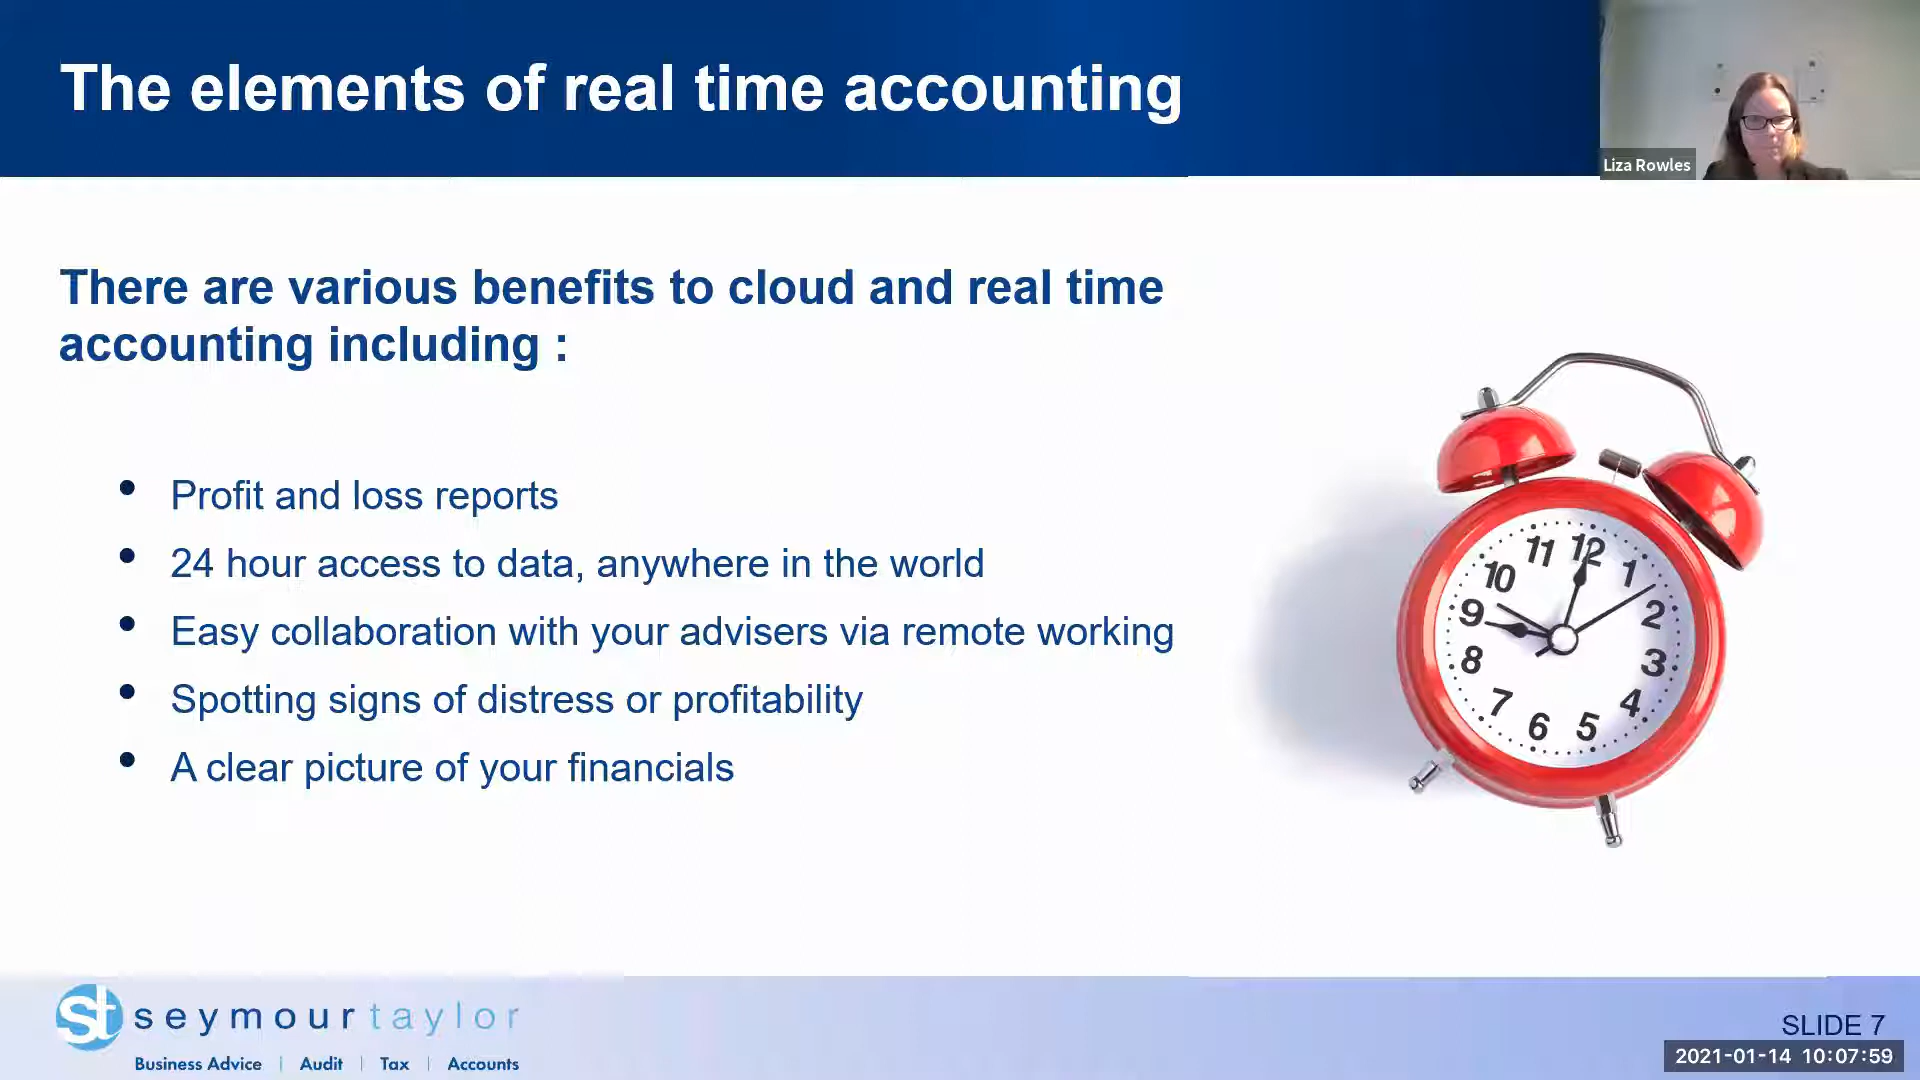 The elements of real time accounting
Liza Rowles
There are various benefits to cloud and real time
accounting including :
• Profit and loss reports
• 24 hour access to data, anywhere in the world
• Easy collaboration with your advisers via remote working
• Spotting signs of distress or profitability
• A clear picture of your financials
11 12 1
10 2
9 3
8 4
7 6 5
st seymourtaylor
Business Advice | Audit | Tax | Accounts
SLIDE 7
2021-01-14 10:07:59